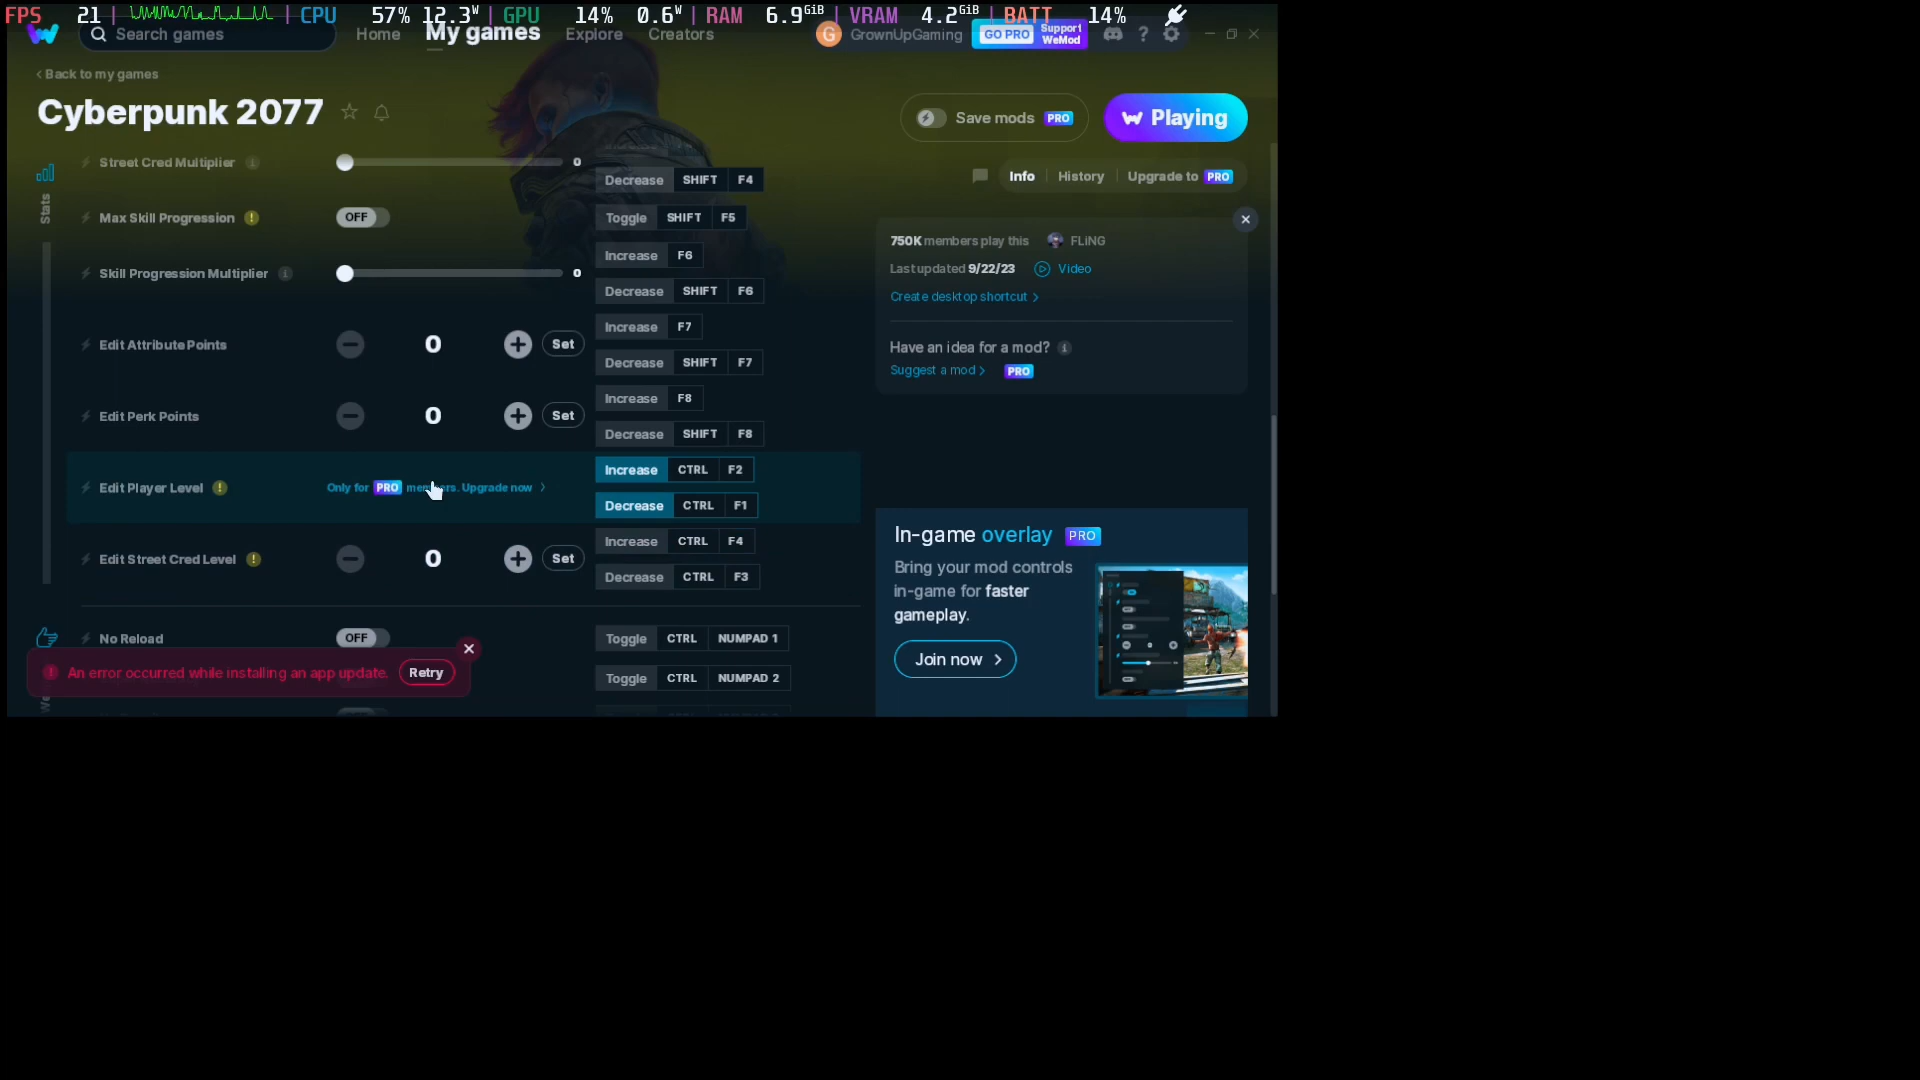 FPS 21 | CPU 57% 12.3W | GPU 14% 0.6W | RAM 6.9GiB | VRAM 4.2GiB | BATT 14%
Search games Home My games Explore Creators G GrownUpGaming GO PRO Support WeMod ?
Back to my games
Cyberpunk 2077
Save mods PRO
Playing
Stats
Street Cred Multiplier 0
Decrease SHIFT F4
Max Skill Progression ! OFF
Toggle SHIFT F5
Skill Progression Multiplier 0
Increase F6
Decrease SHIFT F6
Edit Attribute Points 0 Set
Increase F7
Decrease SHIFT F7
Edit Perk Points 0 Set
Increase F8
Decrease SHIFT F8
Edit Player Level ! Only for PRO members. Upgrade now
Increase CTRL F2
Decrease CTRL F1
Edit Street Cred Level ! 0 Set
Increase CTRL F4
Decrease CTRL F3
No Reload OFF
Toggle CTRL NUMPAD 1
An error occurred while installing an app update. Retry
Toggle CTRL NUMPAD 2
Info History Upgrade to PRO
750K members play this FLiNG
Last updated 9/22/23 Video
Create desktop shortcut
Have an idea for a mod?
Suggest a mod PRO
In-game overlay PRO
Bring your mod controls
in-game for faster
gameplay.
Join now